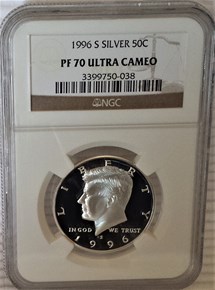 1996 S SILVER 50C
PF 70 ULTRA CAMEO
3399750-038
NGC
LIBERTY
IN GOD WE TRUST
1996